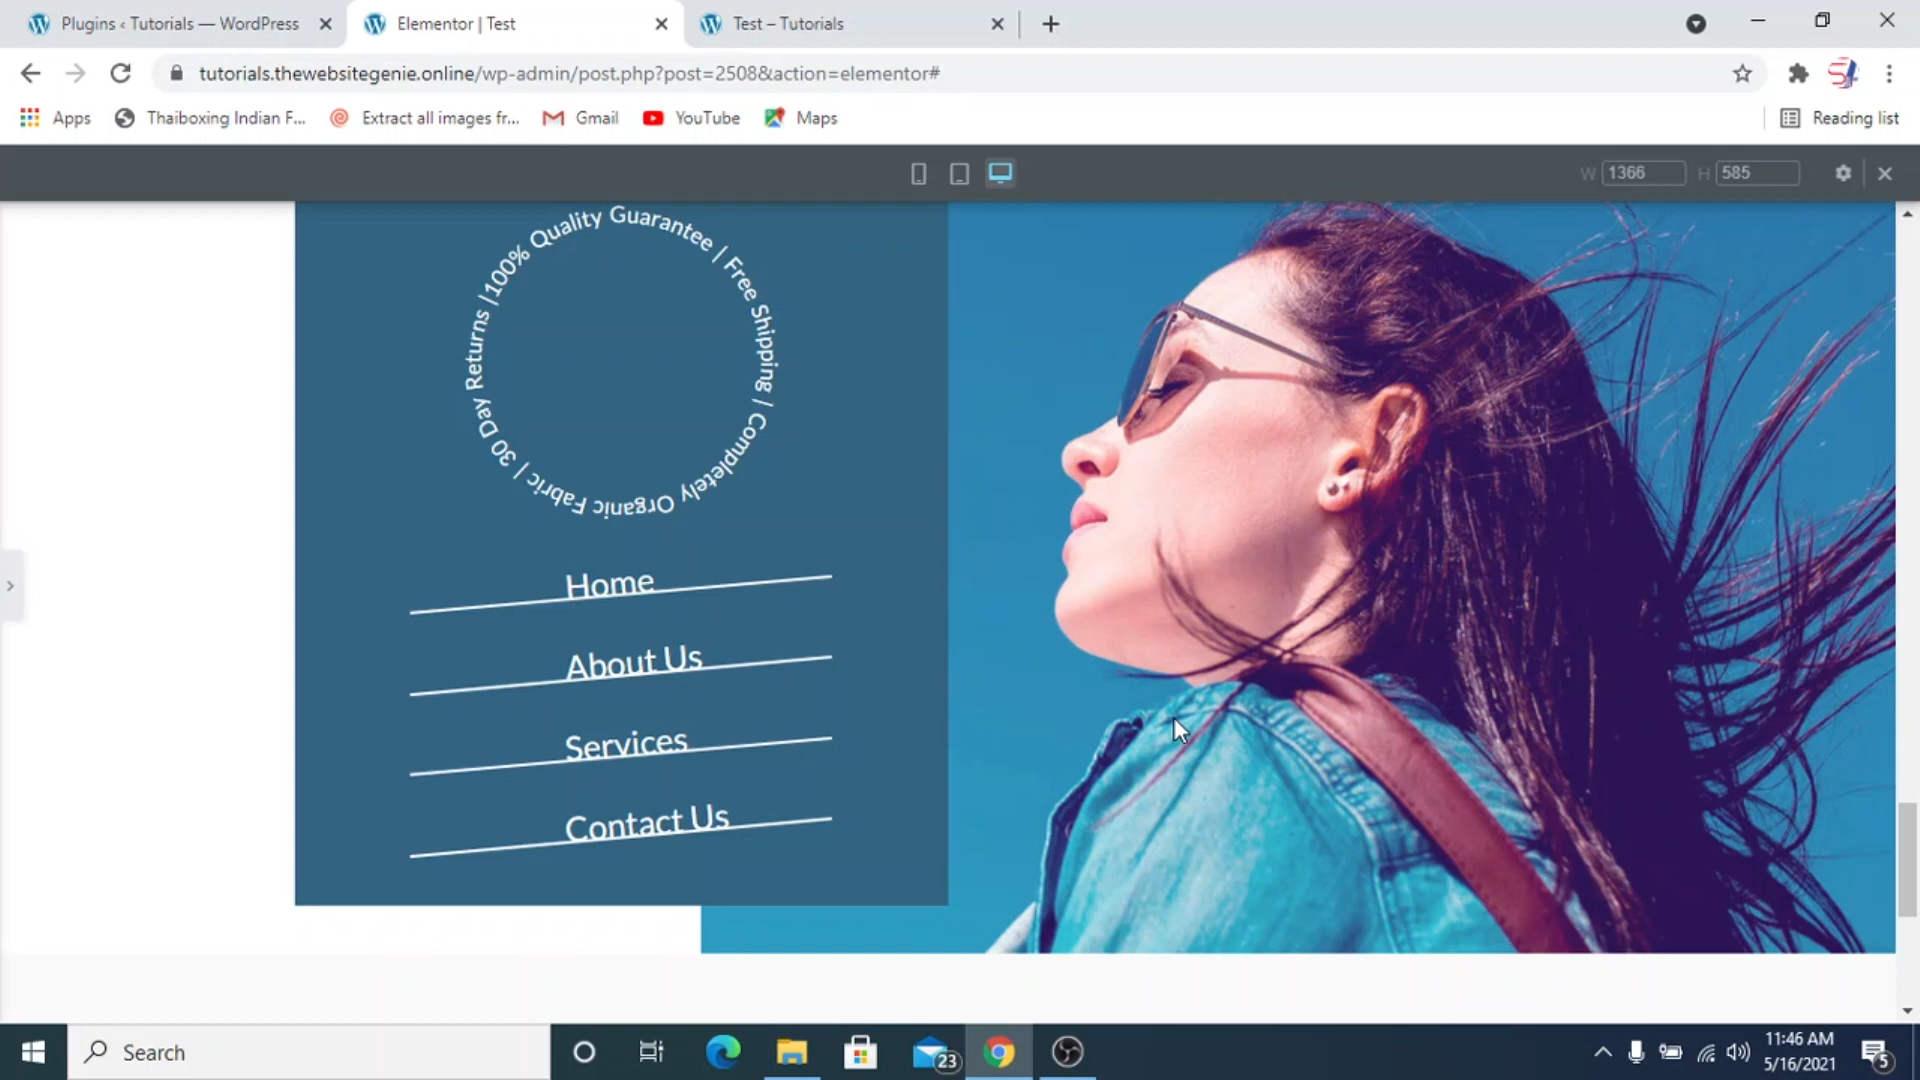 Plugins ‹ Tutorials — WordPress
Elementor | Test
Test – Tutorials
tutorials.thewebsitegenie.online/wp-admin/post.php?post=2508&action=elementor#
Apps
Thaiboxing Indian F...
Extract all images fr...
Gmail
YouTube
Maps
Reading list
W 1366
H 585
100% Quality Guarantee | Free Shipping | Completely Organic Fabric | 30 Day Returns |
Home
About Us
Services
Contact Us
Search
23
11:46 AM
5/16/2021
5